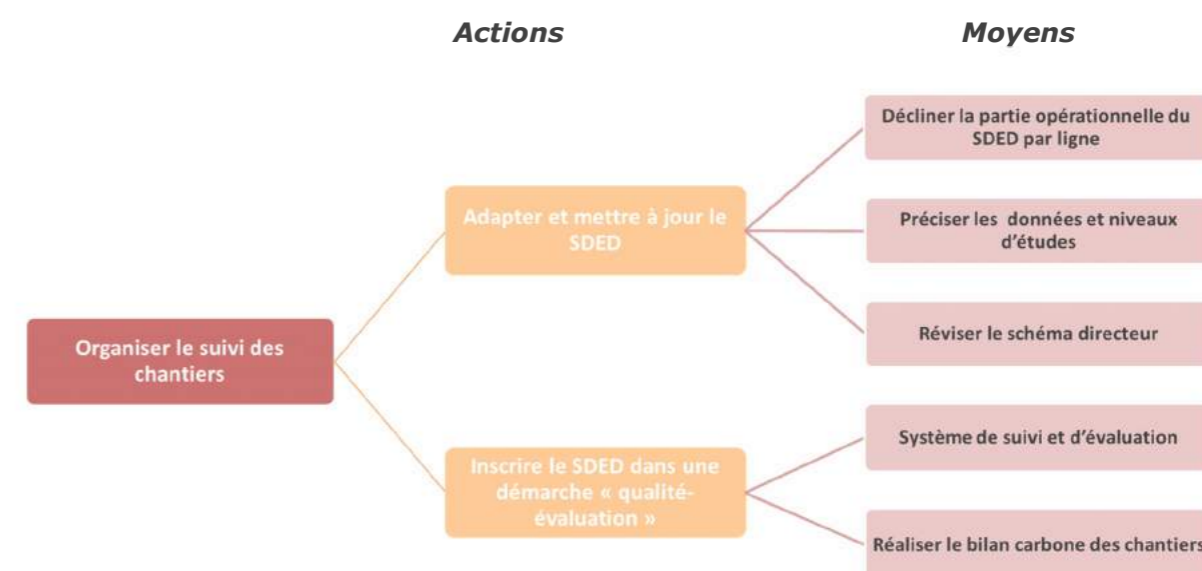 Actions
Moyens
Organiser le suivi des
chantiers
Adapter et mettre à jour le
SDED
Décliner la partie opérationnelle du
SDED par ligne
Préciser les données et niveaux
d'études
Réviser le schéma directeur
Inscrire le SDED dans une
démarche « qualité-
évaluation »
Système de suivi et d'évaluation
Réaliser le bilan carbone des chantiers